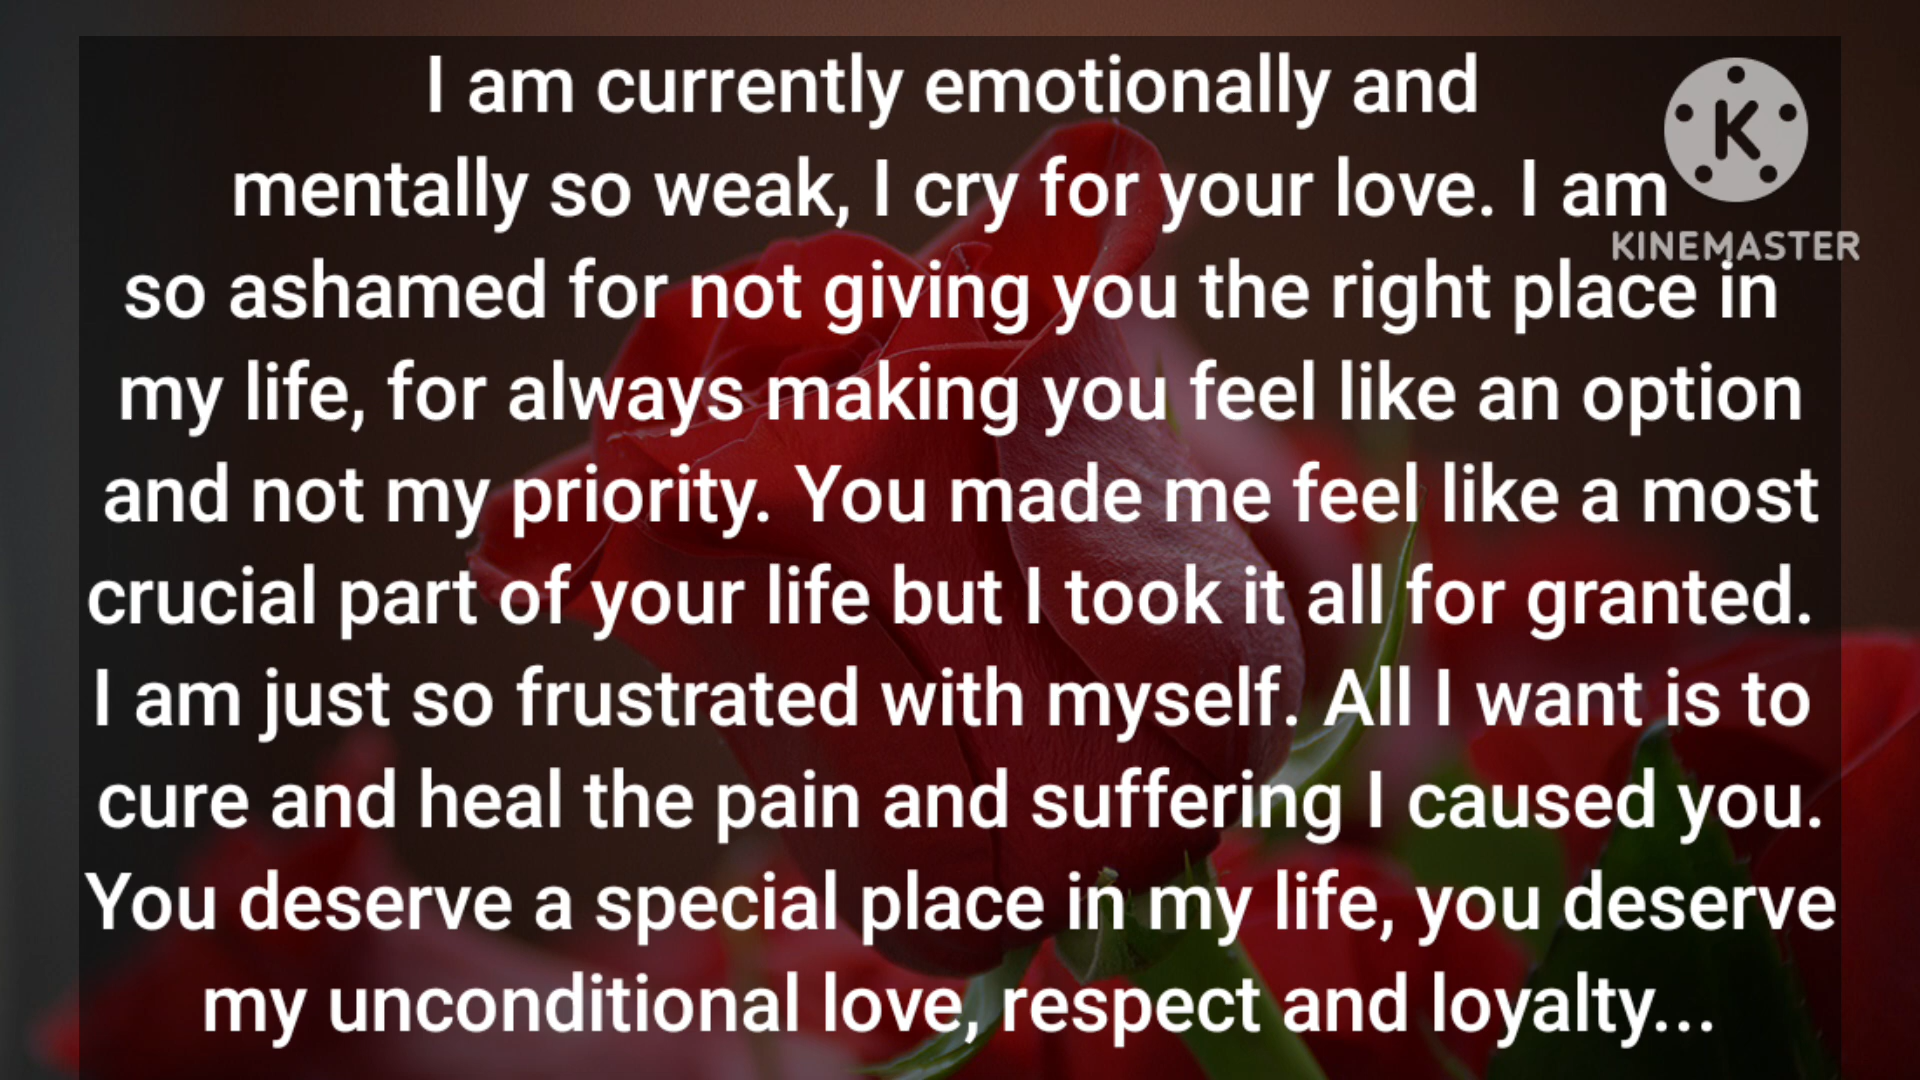 I am currently emotionally and
mentally so weak, I cry for your love. I am
so ashamed for not giving you the right place in
my life, for always making you feel like an option
and not my priority. You made me feel like a most
crucial part of your life but I took it all for granted.
I am just so frustrated with myself. All I want is to
cure and heal the pain and suffering I caused you.
You deserve a special place in my life, you deserve
my unconditional love, respect and loyalty...
K
KINEMASTER